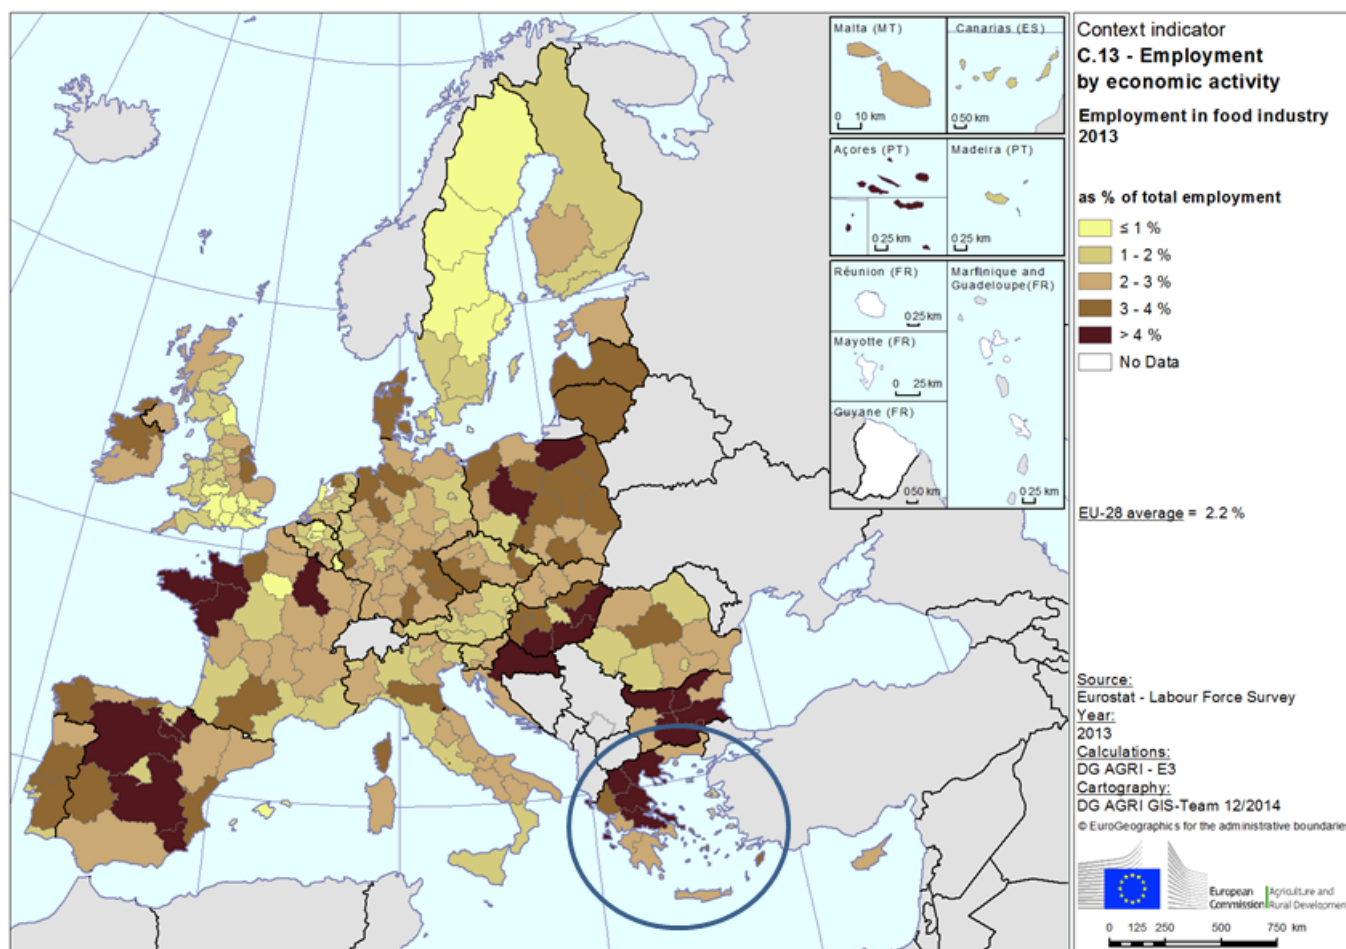 Malta (MT)
0 10 km
Canarias (ES)
0 50 km
Açores (PT)
0 25 km
Madeira (PT)
0 25 km
Réunion (FR)
0 25 km
Martinique and
Guadeloupe(FR)
0 25 km
Mayotte (FR)
0 25 km
Guyane (FR)
0 50 km
Context indicator
C.13 - Employment
by economic activity
Employment in food industry
2013
as % of total employment
≤ 1 %
1 - 2 %
2 - 3 %
3 - 4 %
> 4 %
No Data
EU-28 average = 2.2 %
Source:
Eurostat - Labour Force Survey
Year:
2013
Calculations:
DG AGRI - E3
Cartography:
DG AGRI GIS-Team 12/2014
© EuroGeographics for the administrative boundaries
European
Commission
Agriculture and
Rural Development
0 125 250 500 750 km